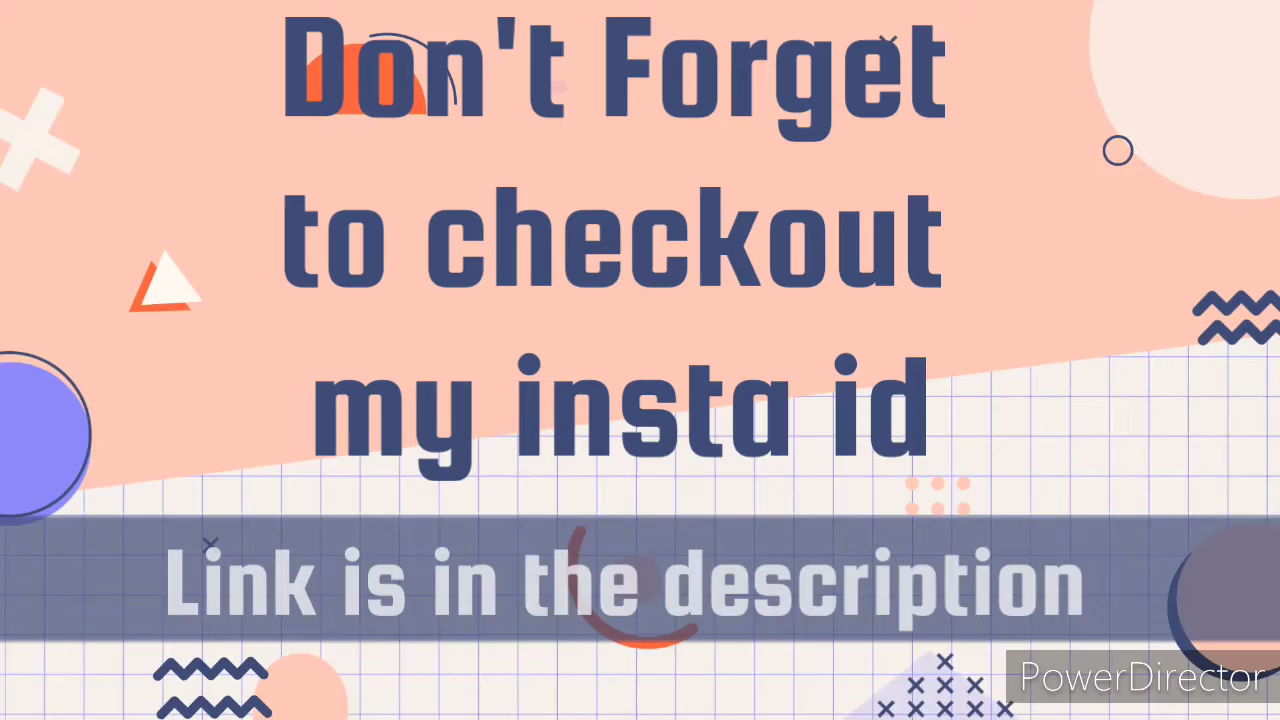 Don't Forget
to checkout
my insta id
Link is in the description
PowerDirector